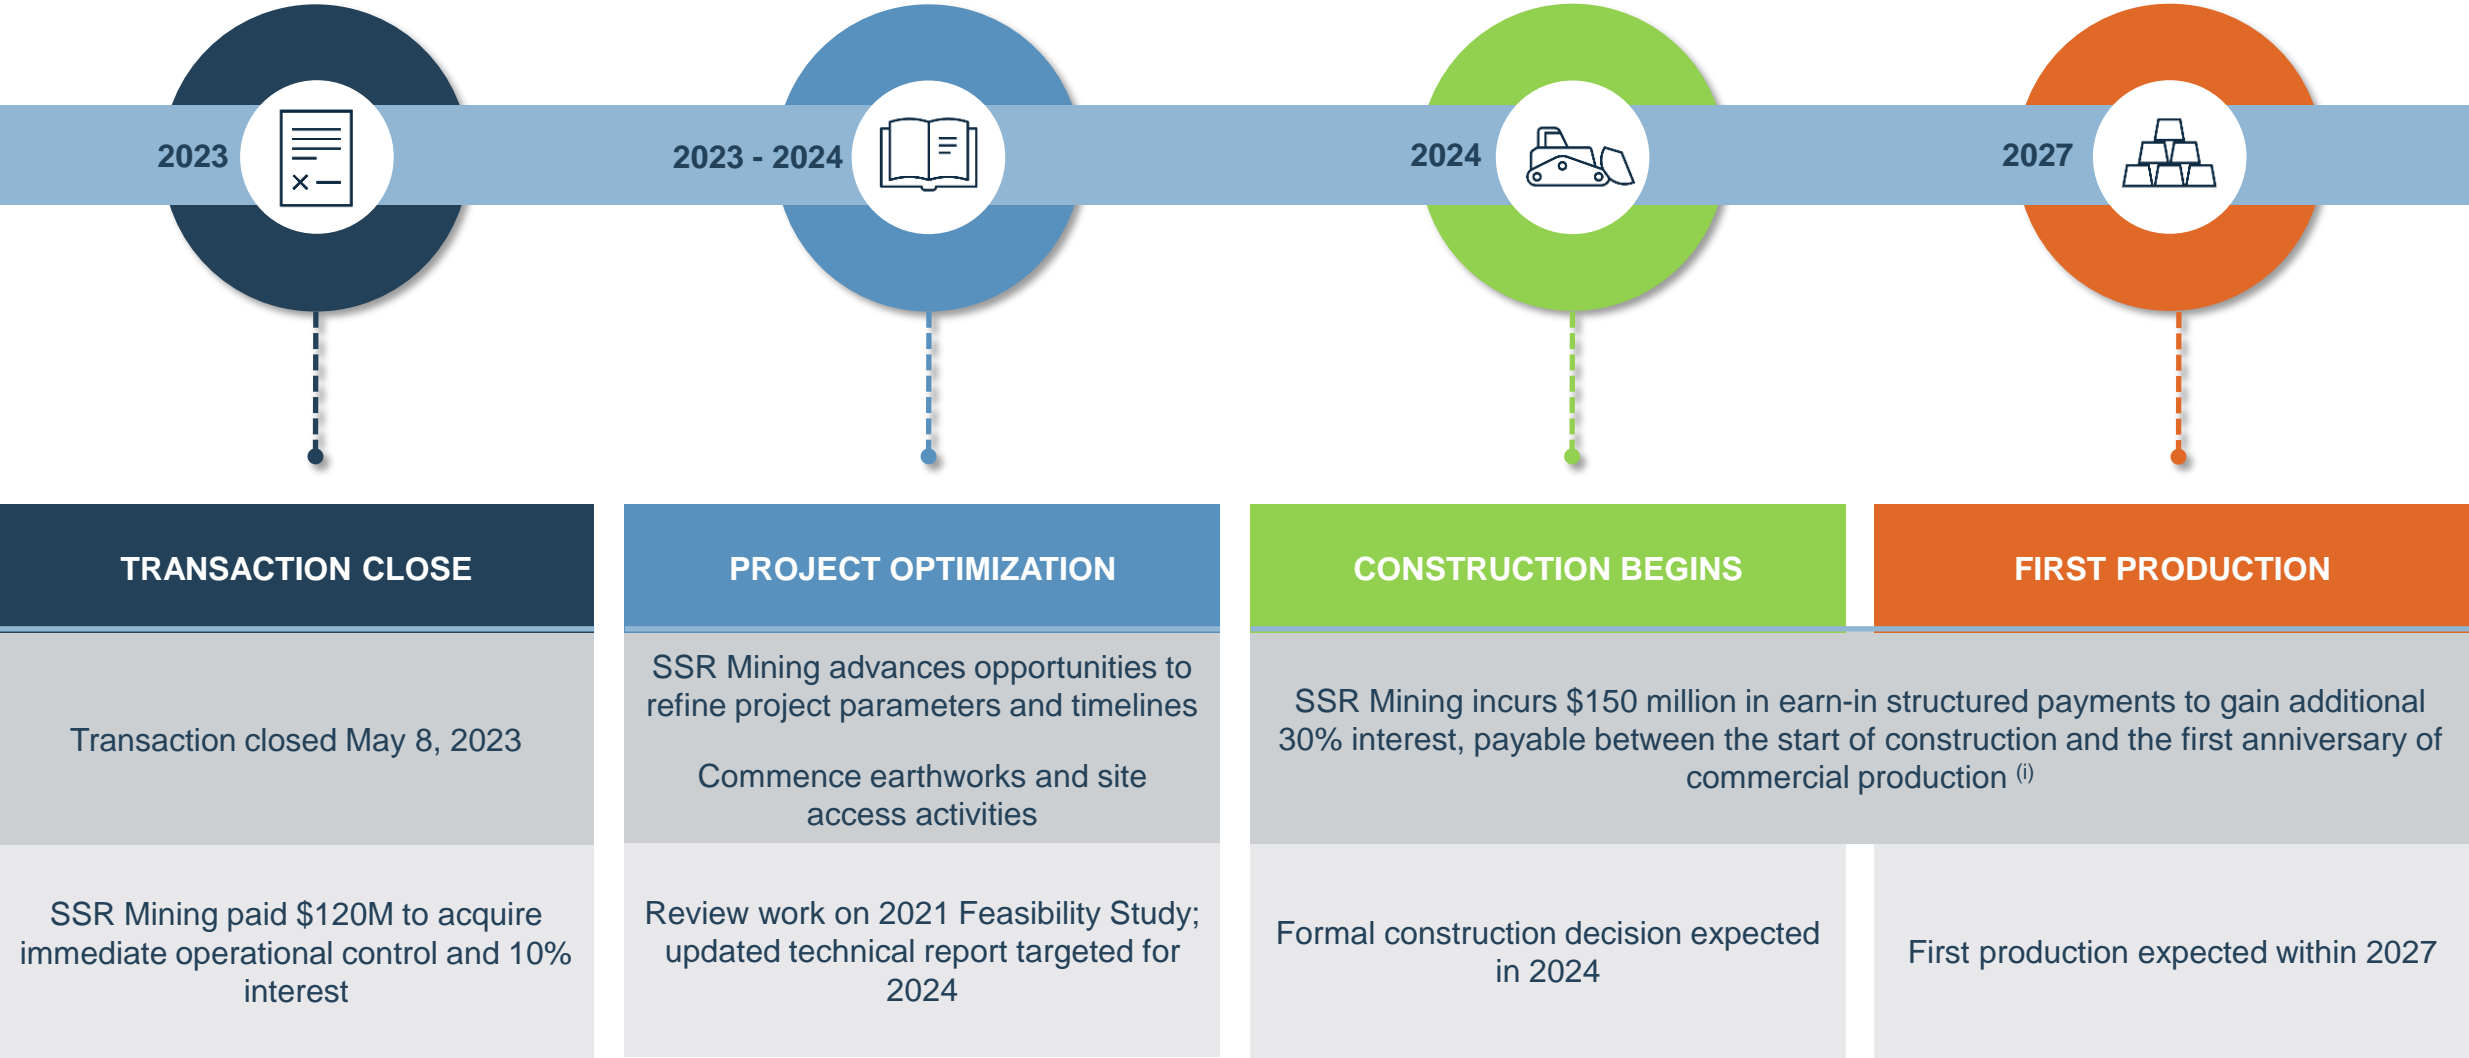 2023
2023 - 2024
2024
2027
TRANSACTION CLOSE
PROJECT OPTIMIZATION
CONSTRUCTION BEGINS
FIRST PRODUCTION
Transaction closed May 8, 2023
SSR Mining advances opportunities to
refine project parameters and timelines
Commence earthworks and site
access activities
SSR Mining incurs $150 million in earn-in structured payments to gain additional
30% interest, payable between the start of construction and the first anniversary of
commercial production (i)
SSR Mining paid $120M to acquire
immediate operational control and 10%
interest
Review work on 2021 Feasibility Study;
updated technical report targeted for
2024
Formal construction decision expected
in 2024
First production expected within 2027